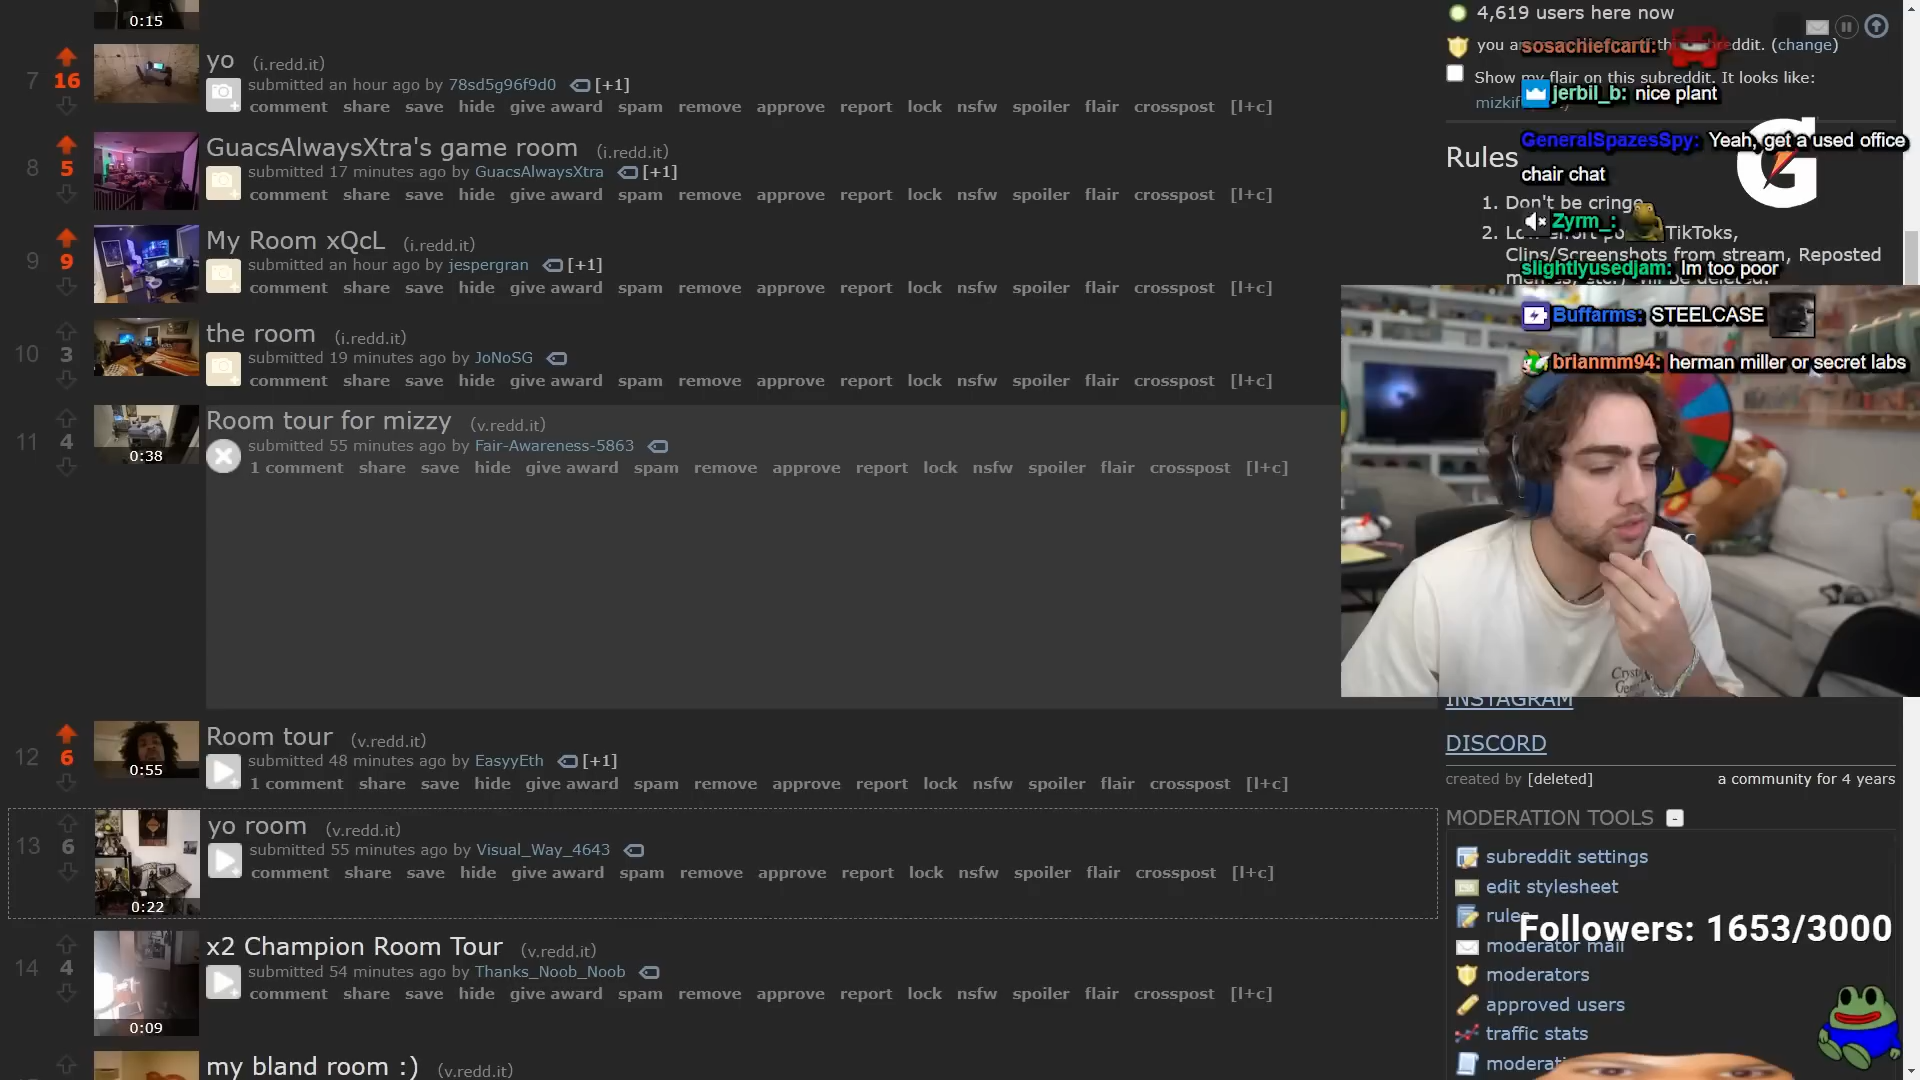 0:15
7
16
yo (i.redd.it)
submitted an hour ago by 78sd5g96f9d0 [+1]
comment share save hide give award spam remove approve report lock nsfw spoiler flair crosspost [l+c]
8
5
GuacsAlwaysXtra's game room (i.redd.it)
submitted 17 minutes ago by GuacsAlwaysXtra [+1]
comment share save hide give award spam remove approve report lock nsfw spoiler flair crosspost [l+c]
9
9
My Room xQcL (i.redd.it)
submitted an hour ago by jespergran [+1]
comment share save hide give award spam remove approve report lock nsfw spoiler flair crosspost [l+c]
10
3
the room (i.redd.it)
submitted 19 minutes ago by JoNoSG
comment share save hide give award spam remove approve report lock nsfw spoiler flair crosspost [l+c]
11
4
0:38
Room tour for mizzy (v.redd.it)
submitted 55 minutes ago by Fair-Awareness-5863
1 comment share save hide give award spam remove approve report lock nsfw spoiler flair crosspost [l+c]
12
6
0:55
Room tour (v.redd.it)
submitted 48 minutes ago by EasyyEth [+1]
1 comment share save hide give award spam remove approve report lock nsfw spoiler flair crosspost [l+c]
13
6
0:22
yo room (v.redd.it)
submitted 55 minutes ago by Visual_Way_4643
comment share save hide give award spam remove approve report lock nsfw spoiler flair crosspost [l+c]
14
4
0:09
x2 Champion Room Tour (v.redd.it)
submitted 54 minutes ago by Thanks_Noob_Noob
comment share save hide give award spam remove approve report lock nsfw spoiler flair crosspost [l+c]
my bland room :) (v.redd.it)
4,619 users here now
you (change)
sosachiefcarti:
Show my flair on this subreddit. It looks like:
jerbil_b: nice plant
GeneralSpazesSpy: Yeah, get a used office
chair chat
Rules
1. Don't be cringe
Zyrm_:
2. TikToks,
Clips/Screenshots from stream, Reposted
slightlyusedjam: Im too poor
Buffarms: STEELCASE
brianmm94: herman miller or secret labs
INSTAGRAM
DISCORD
created by [deleted] a community for 4 years
MODERATION TOOLS -
subreddit settings
edit stylesheet
rules
Followers: 1653/3000
moderator mail
moderators
approved users
traffic stats